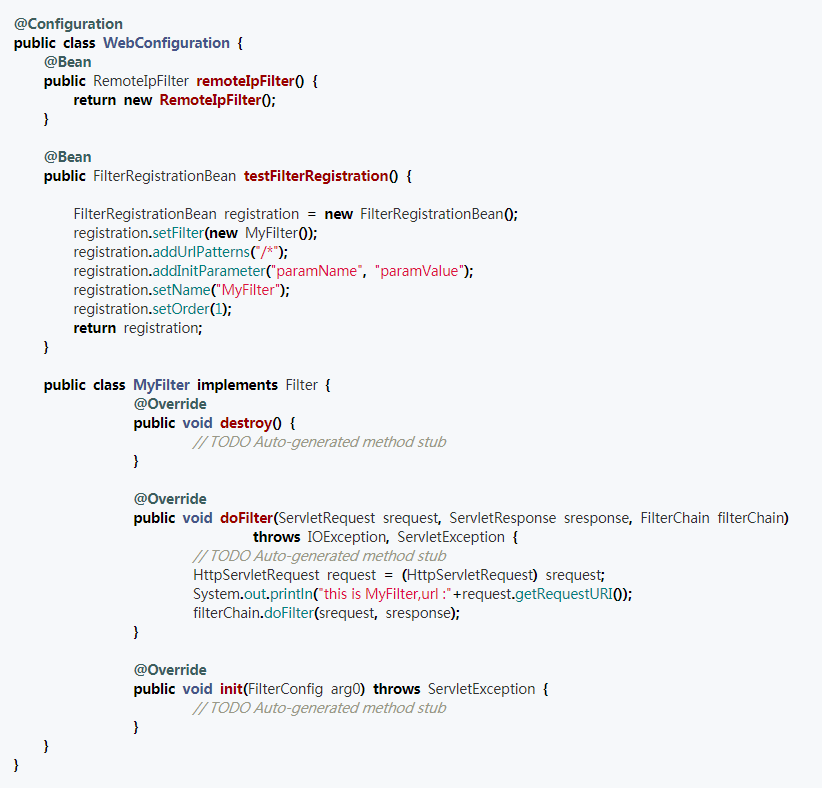 @Configuration
public class WebConfiguration {
@Bean
public RemoteIpFilter remoteIpFilter() {
return new RemoteIpFilter();
}
@Bean
public FilterRegistrationBean testFilterRegistration() {
FilterRegistrationBean registration = new FilterRegistrationBean();
registration.setFilter(new MyFilter());
registration.addUrlPatterns("/*");
registration.addInitParameter("paramName", "paramValue");
registration.setName("MyFilter");
registration.setOrder(1);
return registration;
}
public class MyFilter implements Filter {
@Override
public void destroy() {
// TODO Auto-generated method stub
}
@Override
public void doFilter(ServletRequest srequest, ServletResponse sresponse, FilterChain filterChain)
throws IOException, ServletException {
// TODO Auto-generated method stub
HttpServletRequest request = (HttpServletRequest) srequest;
System.out.println("this is MyFilter,url :"+request.getRequestURI());
filterChain.doFilter(srequest, sresponse);
}
@Override
public void init(FilterConfig arg0) throws ServletException {
// TODO Auto-generated method stub
}
}
}